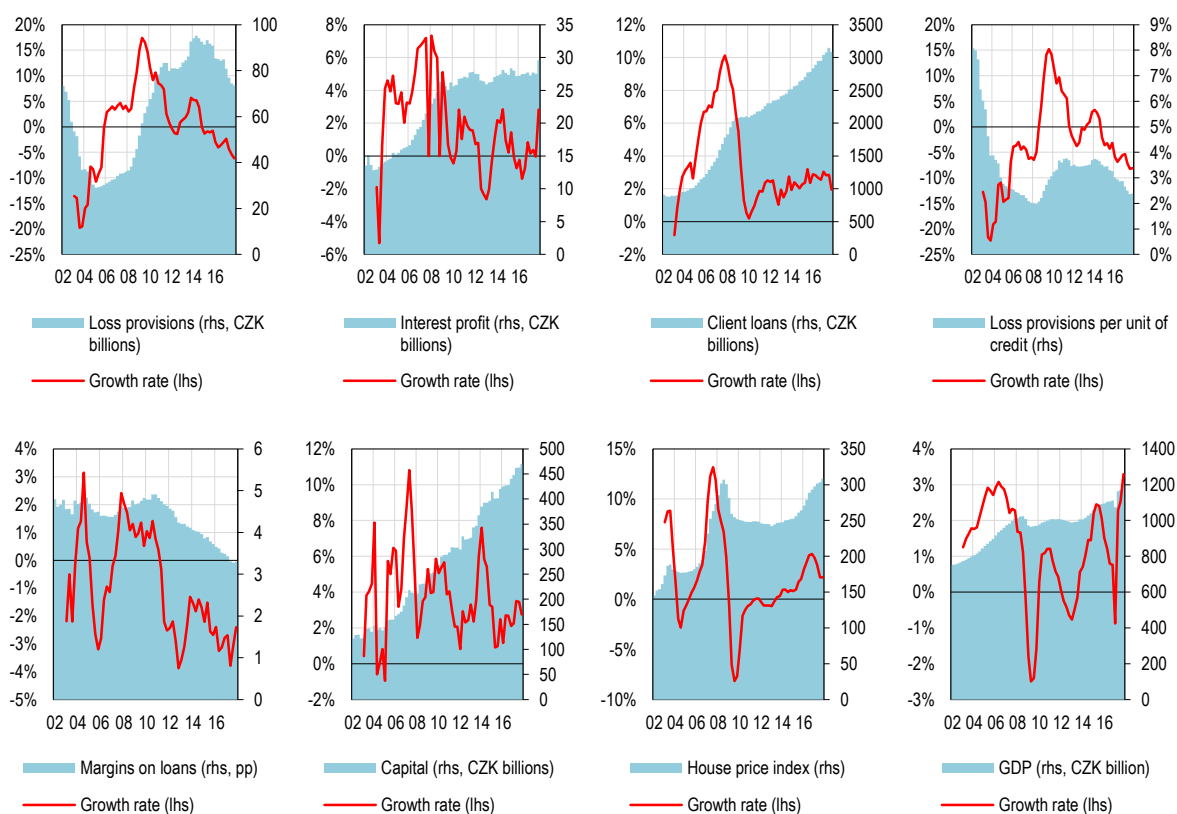 20% 100 8% 35 12% 3500 20% 9%
15% 6% 30 10% 3000 15% 8%
10% 80 25 8% 2500 10% 7%
5% 4% 5% 6%
0% 60 2% 20 6% 2000 0% 5%
-5% 0% 15 4% 1500 -5% 4%
-10% 40 -2% 10 2% 1000 -10% 3%
-15% 20 -4% 5 0% 500 -15% 2%
-20% -20% 1%
-25% 0 -6% 0 -2% 0 -25% 0%
02 04 06 08 10 12 14 16 02 04 06 08 10 12 14 16 02 04 06 08 10 12 14 16 02 04 06 08 10 12 14 16
Loss provisions (rhs, CZK
billions)
Growth rate (lhs)
Interest profit (rhs, CZK
billions)
Growth rate (lhs)
Client loans (rhs, CZK
billions)
Growth rate (lhs)
Loss provisions per unit of
credit (rhs)
Growth rate (lhs)
4% 6 12% 500 15% 350 4% 1400
3% 5 10% 450 300 3% 1200
2% 8% 400 10% 250 2% 1000
1% 4 350
0% 3 6% 300 5% 200 1% 800
-1% 4% 250 150 0% 600
-2% 2 200 0%
-3% 2% 150 100 -1% 400
-4% 1 0% 100 -5% 50 -2% 200
50
-5% 0 -2% 0 -10% 0 -3% 0
02 04 06 08 10 12 14 16 02 04 06 08 10 12 14 16 02 04 06 08 10 12 14 16 02 04 06 08 10 12 14 16
Margins on loans (rhs, pp)
Growth rate (lhs)
Capital (rhs, CZK billions)
Growth rate (lhs)
House price index (rhs)
Growth rate (lhs)
GDP (rhs, CZK billion)
Growth rate (lhs)